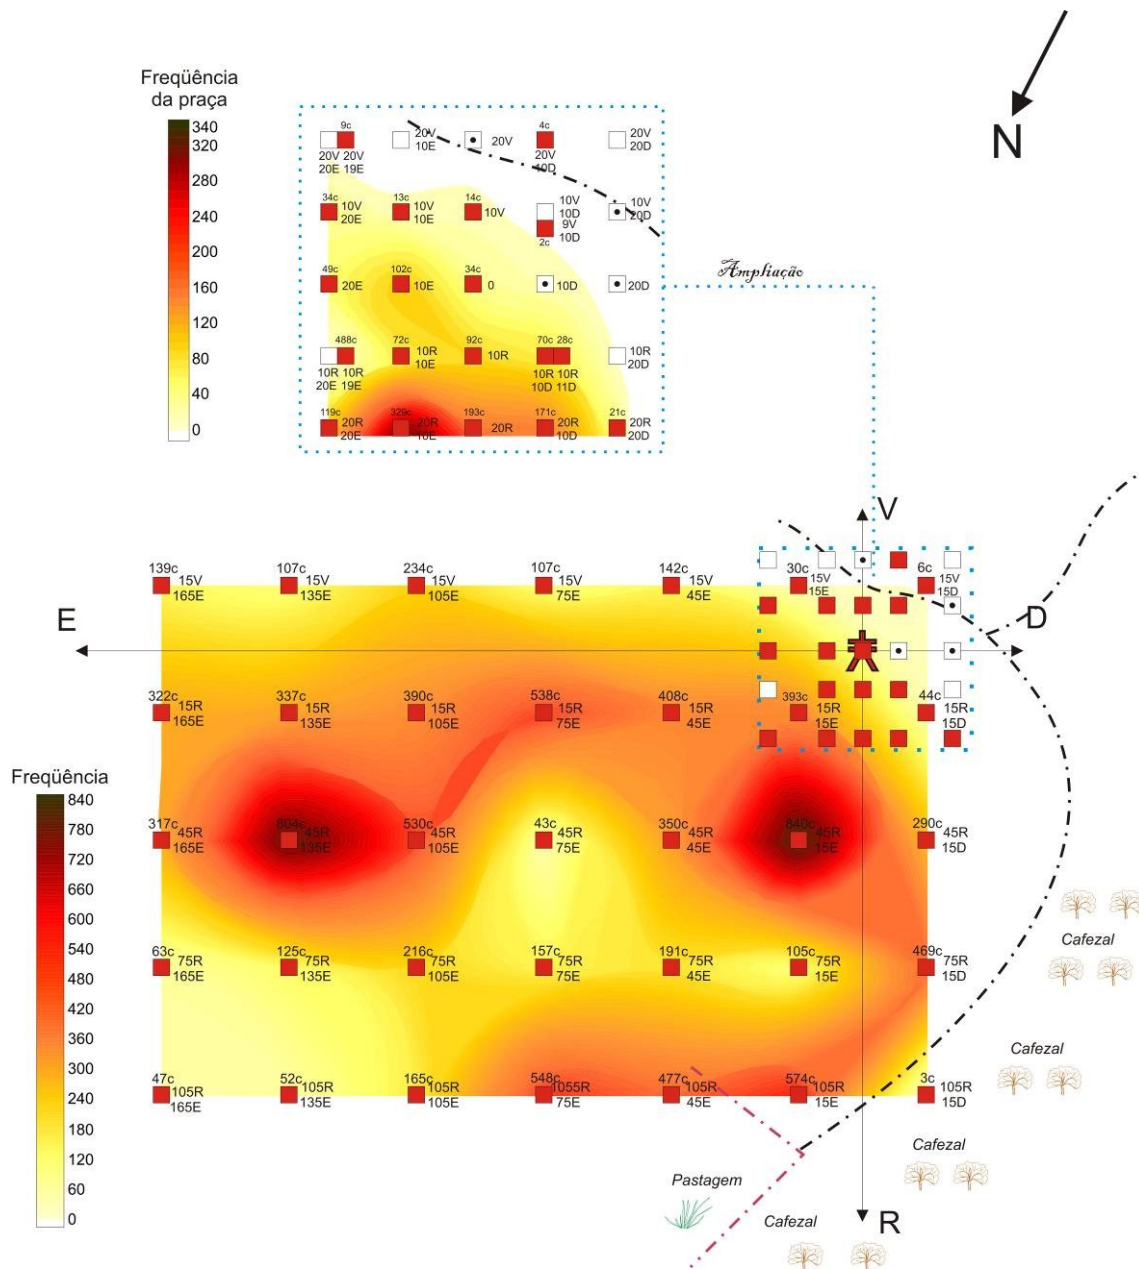 N
Freqüência
da praça
340
320
280
240
200
160
120
80
40
0
9c
20V 20V
20E 19E
20V
10E
20V
4c
20V
10D
20V
20D
34c
10V
20E
13c
10V
10E
14c
10V
10V
10D
9V
10D
2c
10V
20D
49c
20E
102c
10E
34c
0
10D
20D
488c
10R 10R
20E 19E
72c
10R
10E
92c
10R
70c 28c
10R 10R
10D 11D
10R
20D
119c
20R
20E
329c
20R
10E
193c
20R
171c
20R
10D
21c
20R
20D
Ampliação
V
E
D
R
139c
15V
165E
107c
15V
135E
234c
15V
105E
107c
15V
75E
142c
15V
45E
30c
15V
15E
6c
15V
15D
322c
15R
165E
337c
15R
135E
390c
15R
105E
538c
15R
75E
408c
15R
45E
393c
15R
15E
44c
15R
15D
Freqüência
840
780
720
660
600
540
480
420
360
300
240
180
120
60
0
317c
45R
165E
804c
45R
135E
530c
45R
105E
43c
45R
75E
350c
45R
45E
840c
45R
15E
290c
45R
15D
63c
75R
165E
125c
75R
135E
216c
75R
105E
157c
75R
75E
191c
75R
45E
105c
75R
15E
469c
75R
15D
47c
105R
165E
52c
105R
135E
165c
105R
105E
548c
1055R
75E
477c
105R
45E
574c
105R
15E
3c
105R
15D
Cafezal
Cafezal
Cafezal
Pastagem
Cafezal